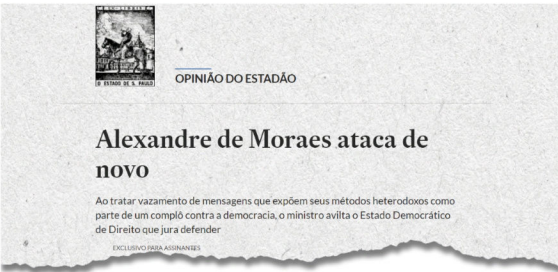 EX-LIBRIS
O ESTADO DE S. PAULO
OPINIÃO DO ESTADÃO
Alexandre de Moraes ataca de
novo
Ao tratar vazamento de mensagens que expõem seus métodos heterodoxos como
parte de um complô contra a democracia, o ministro avilta o Estado Democrático
de Direito que jura defender
EXCLUSIVO PARA ASSINANTES